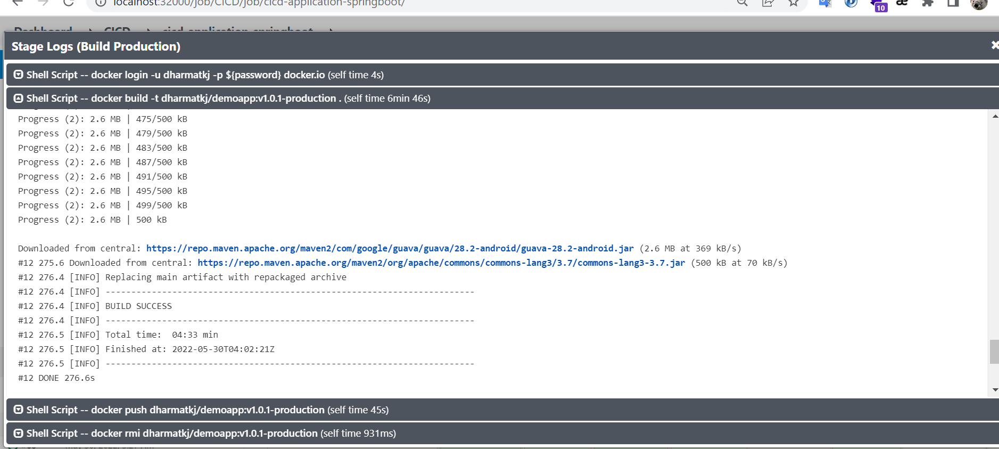 localhost:32000/job/CICD/job/cicd-application-springboot/
10
Dashboard CICD cicd-application-springboot
Stage Logs (Build Production)
Shell Script -- docker login -u dharmatkj -p ${password} docker.io (self time 4s)
Shell Script -- docker build -t dharmatkj/demoapp:v1.0.1-production . (self time 6min 46s)
Progress (2): 2.6 MB | 475/500 kB
Progress (2): 2.6 MB | 479/500 kB
Progress (2): 2.6 MB | 483/500 kB
Progress (2): 2.6 MB | 487/500 kB
Progress (2): 2.6 MB | 491/500 kB
Progress (2): 2.6 MB | 495/500 kB
Progress (2): 2.6 MB | 499/500 kB
Progress (2): 2.6 MB | 500 kB
Downloaded from central: https://repo.maven.apache.org/maven2/com/google/guava/guava/28.2-android/guava-28.2-android.jar (2.6 MB at 369 kB/s)
#12 275.6 Downloaded from central: https://repo.maven.apache.org/maven2/org/apache/commons/commons-lang3/3.7/commons-lang3-3.7.jar (500 kB at 70 kB/s)
#12 276.4 [INFO] Replacing main artifact with repackaged archive
#12 276.4 [INFO] ------------------------------------------------------------------------
#12 276.4 [INFO] BUILD SUCCESS
#12 276.4 [INFO] ------------------------------------------------------------------------
#12 276.5 [INFO] Total time:  04:33 min
#12 276.5 [INFO] Finished at: 2022-05-30T04:02:21Z
#12 276.5 [INFO] ------------------------------------------------------------------------
#12 DONE 276.6s
Shell Script -- docker push dharmatkj/demoapp:v1.0.1-production (self time 45s)
Shell Script -- docker rmi dharmatkj/demoapp:v1.0.1-production (self time 931ms)